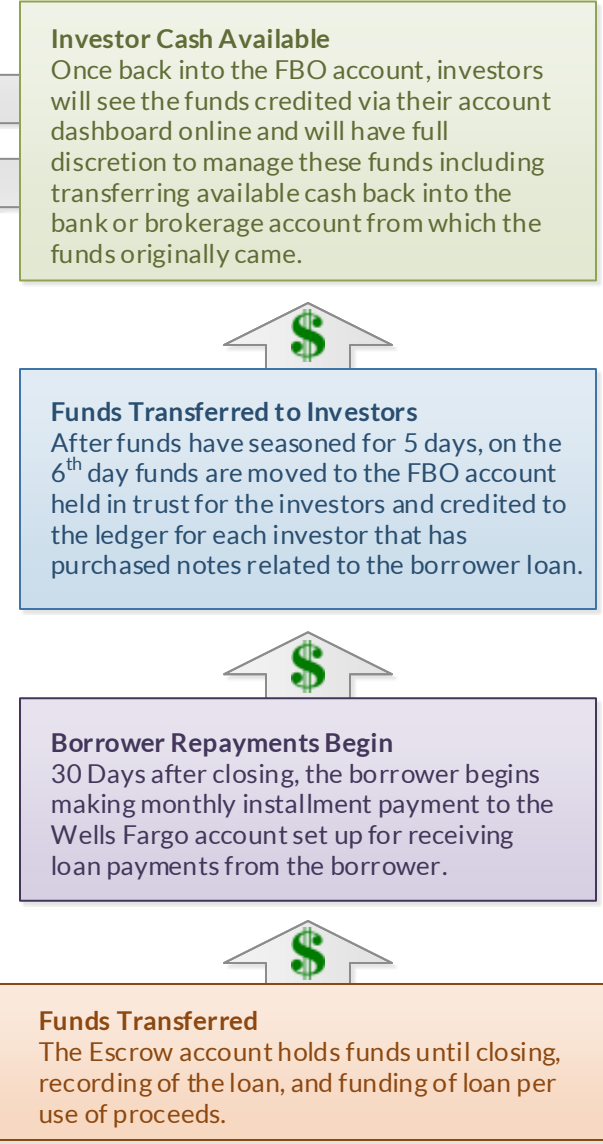 Investor Cash Available
Once back into the FBO account, investors
will see the funds credited via their account
dashboard online and will have full
discretion to manage these funds including
transferring available cash back into the
bank or brokerage account from which the
funds originally came.
$
Funds Transferred to Investors
After funds have seasoned for 5 days, on the
6th day funds are moved to the FBO account
held in trust for the investors and credited to
the ledger for each investor that has
purchased notes related to the borrower loan.
$
Borrower Repayments Begin
30 Days after closing, the borrower begins
making monthly installment payment to the
Wells Fargo account set up for receiving
loan payments from the borrower.
$
Funds Transferred
The Escrow account holds funds until closing,
recording of the loan, and funding of loan per
use of proceeds.